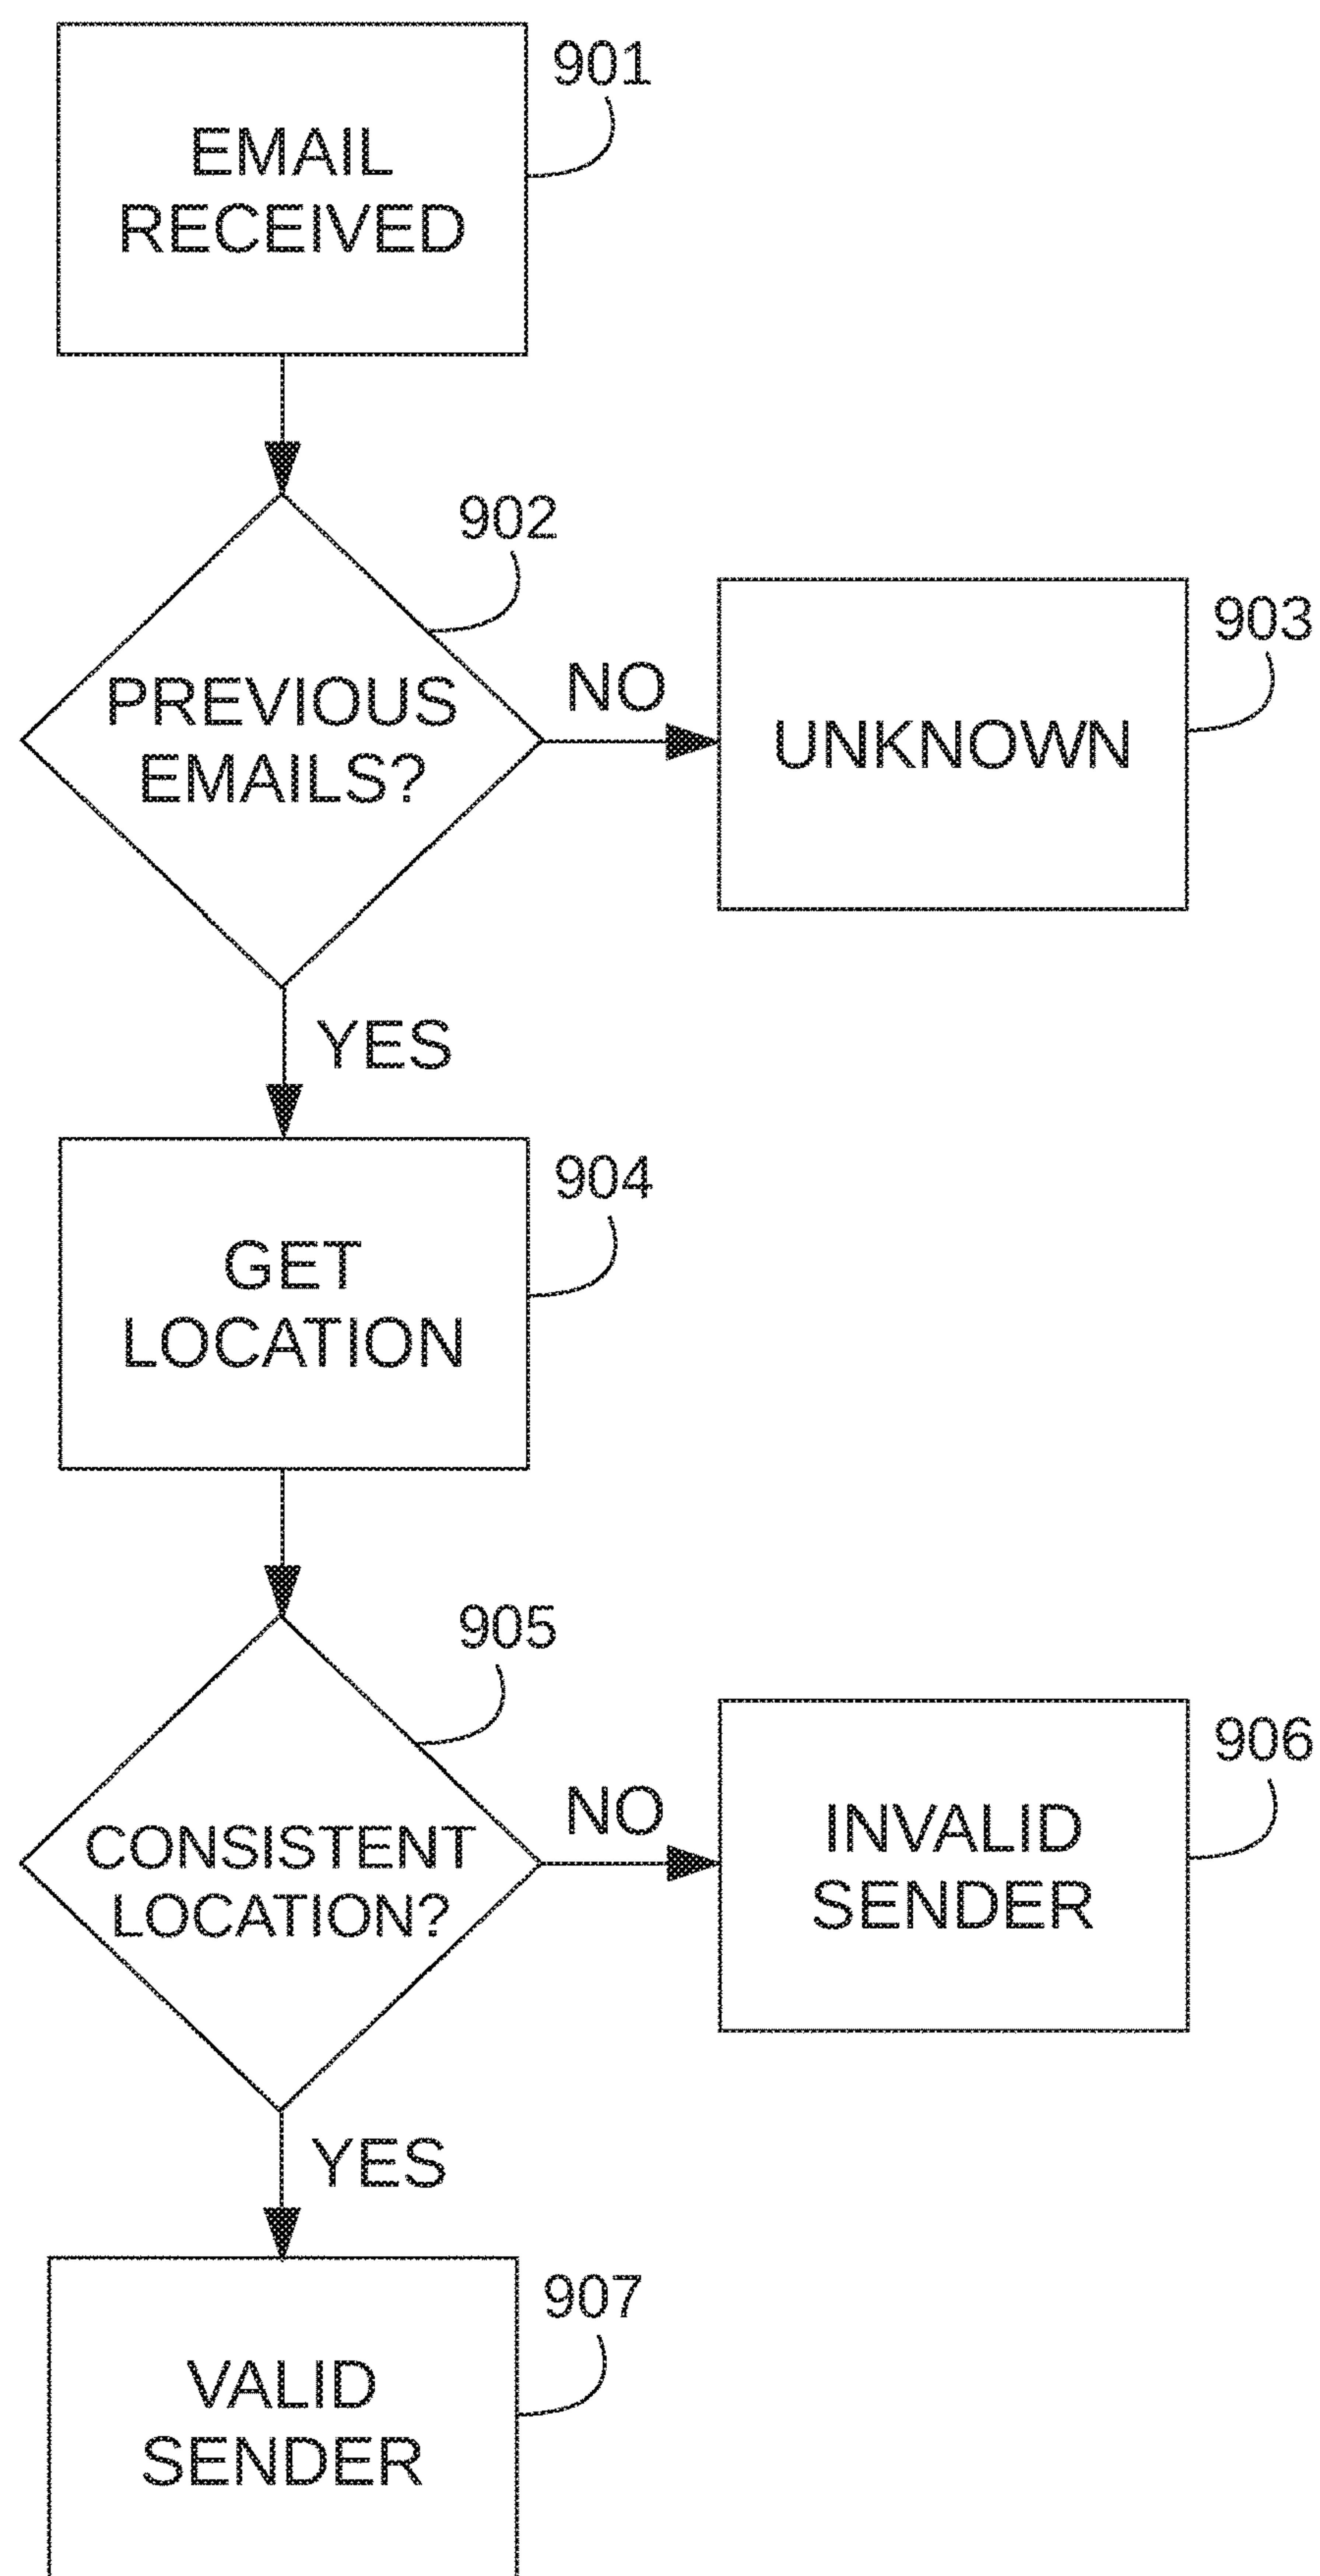 901
EMAIL
RECEIVED
902
PREVIOUS
EMAILS?
NO
903
UNKNOWN
YES
904
GET
LOCATION
905
CONSISTENT
LOCATION?
NO
906
INVALID
SENDER
YES
907
VALID
SENDER